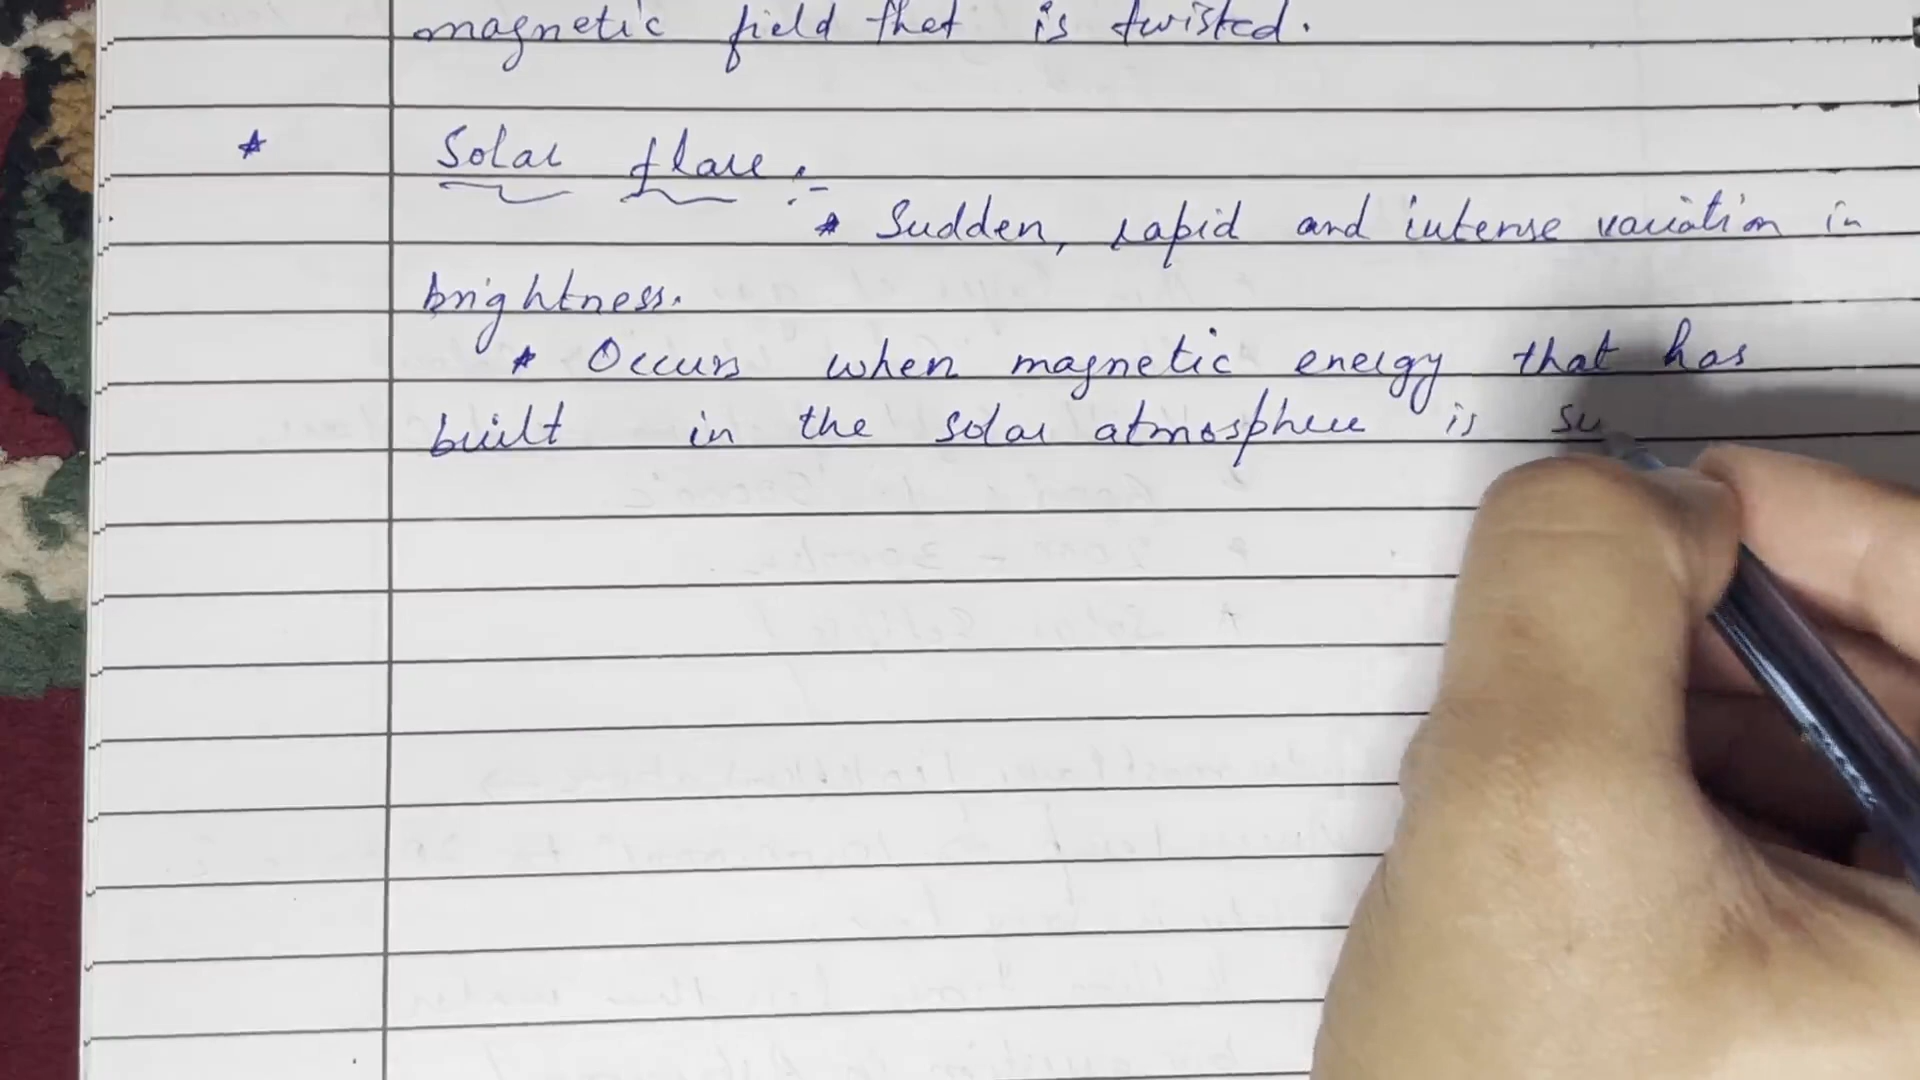 magnetic field that is twisted.
* Solar flare :-
* Sudden, rapid and intense variation in
brightness.
* Occurs when magnetic energy that has
built in the solar atmosphere is su